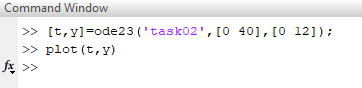 Command Window
>> [t,y]=ode23('task02',[0 40],[0 12]);
>> plot(t,y)
fx >>